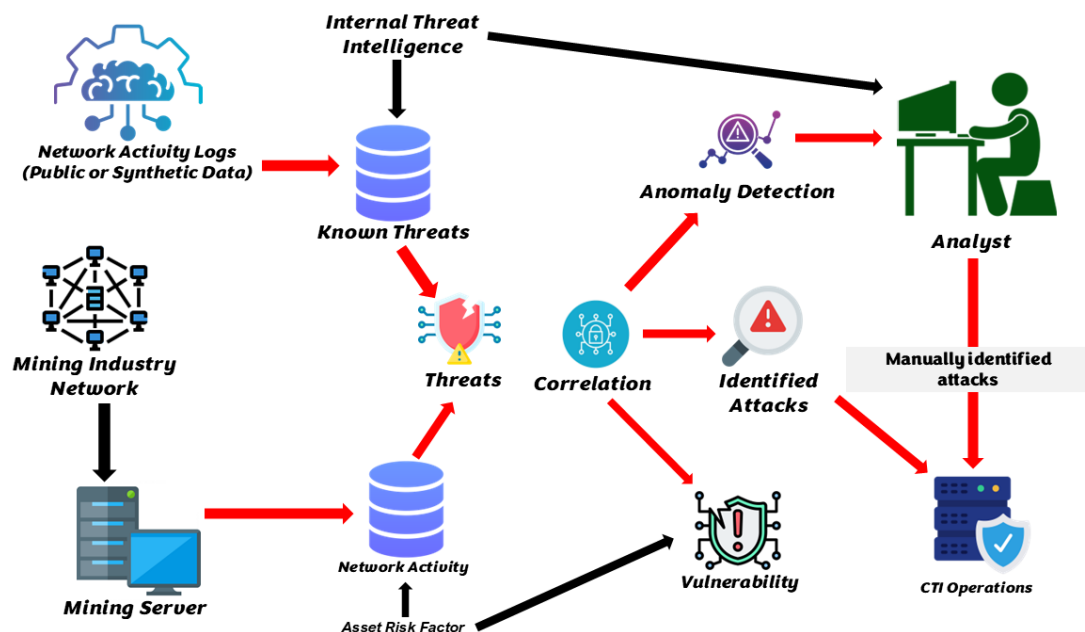 Internal Threat
Intelligence
Network Activity Logs
(Public or Synthetic Data)
Known Threats
Anomaly Detection
Analyst
Mining Industry
Network
Threats
Correlation
Identified
Attacks
Manually identified
attacks
Mining Server
Network Activity
Vulnerability
CTI Operations
Asset Risk Factor